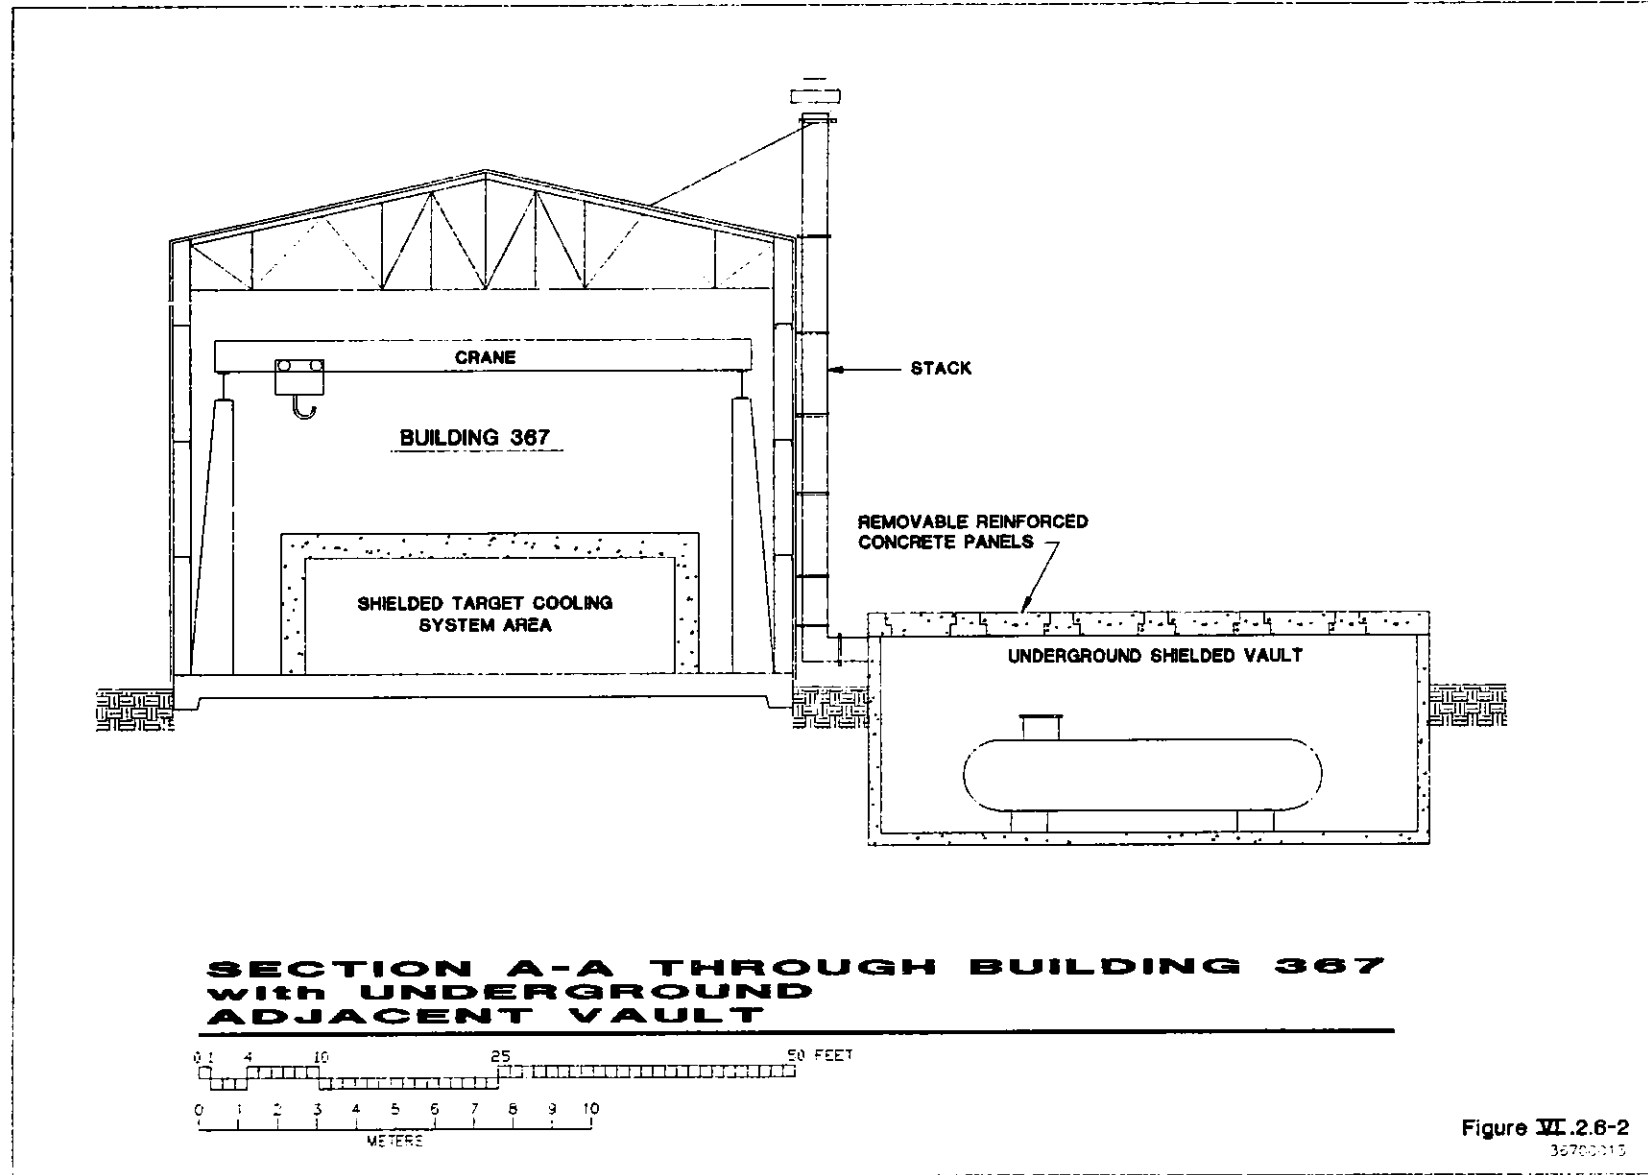 CRANE
STACK
BUILDING 367
REMOVABLE REINFORCED
CONCRETE PANELS
SHIELDED TARGET COOLING
SYSTEM AREA
UNDERGROUND SHIELDED VAULT
SECTION A-A THROUGH BUILDING 367
with UNDERGROUND
ADJACENT VAULT
0 1 4 10 25 50 FEET
0 1 2 3 4 5 6 7 8 9 10
METERS
Figure VI.2.6-2